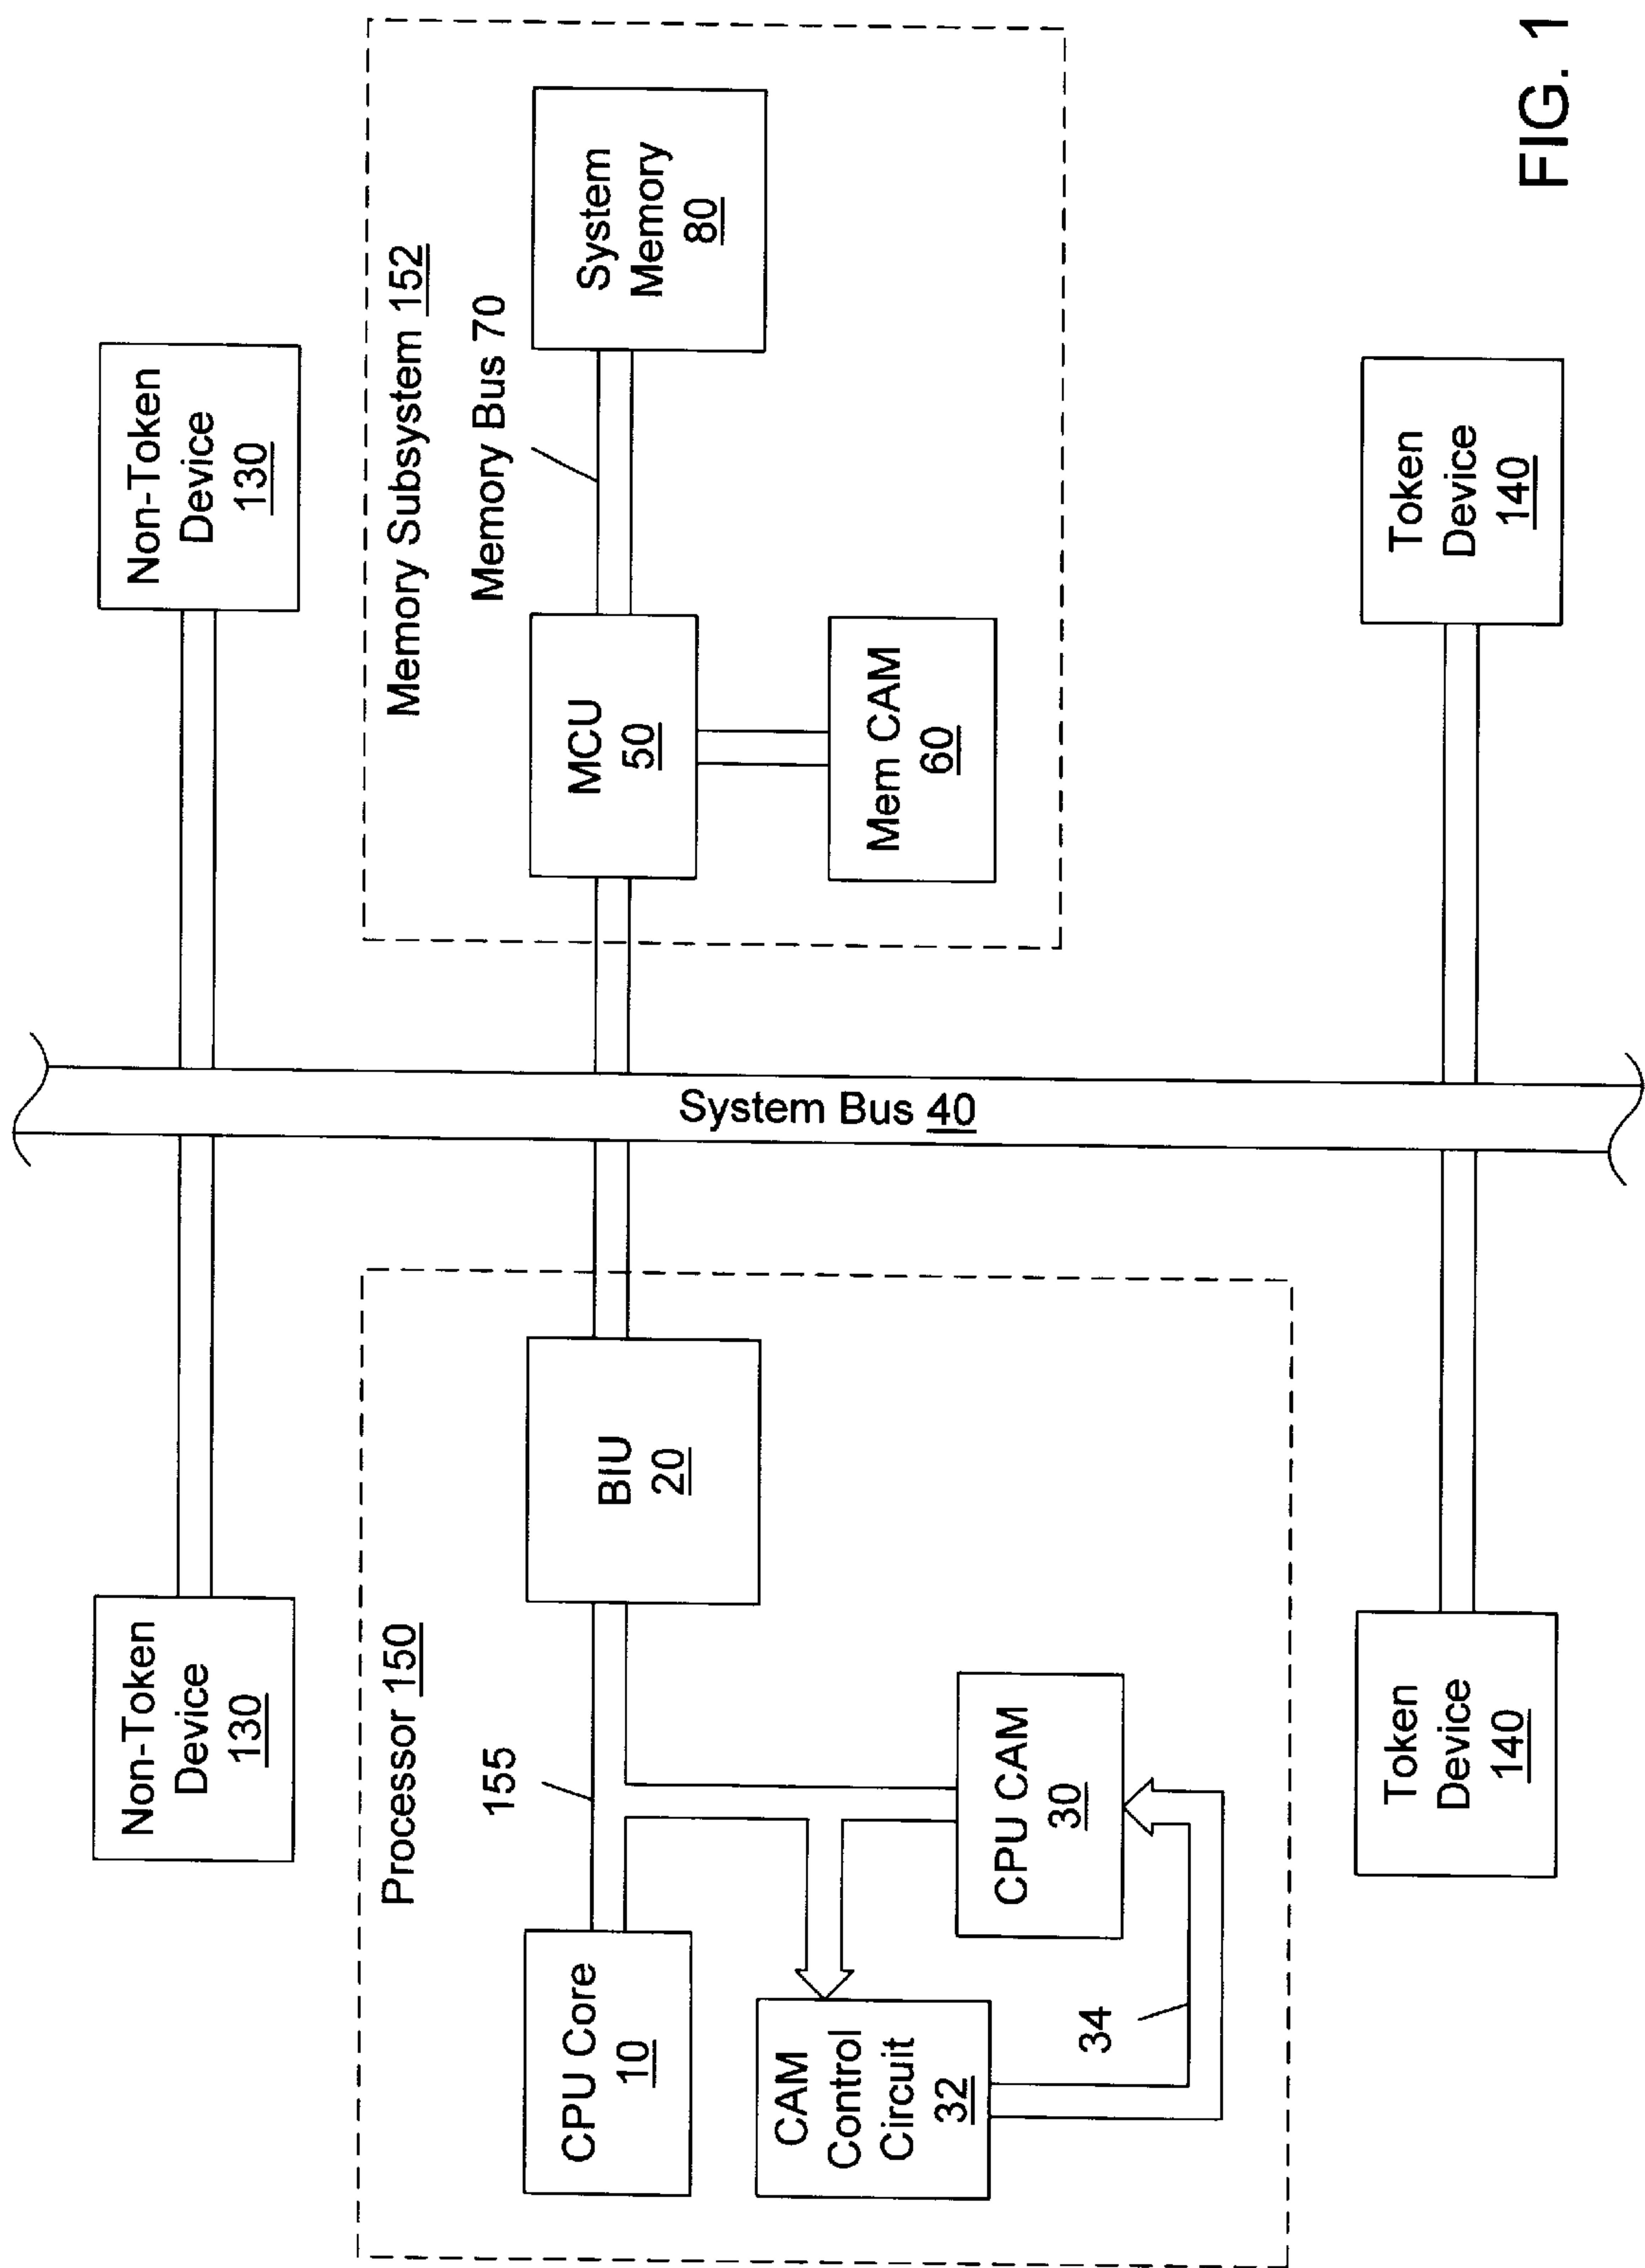 Non-Token
Device
130
Non-Token
Device
130
Processor 150
155
CPU Core
10
BIU
20
CAM
Control
Circuit
32
CPU CAM
30
34
System Bus 40
Memory Subsystem 152
Memory Bus 70
MCU
50
System
Memory
80
Mem CAM
60
Token
Device
140
Token
Device
140
FIG. 1